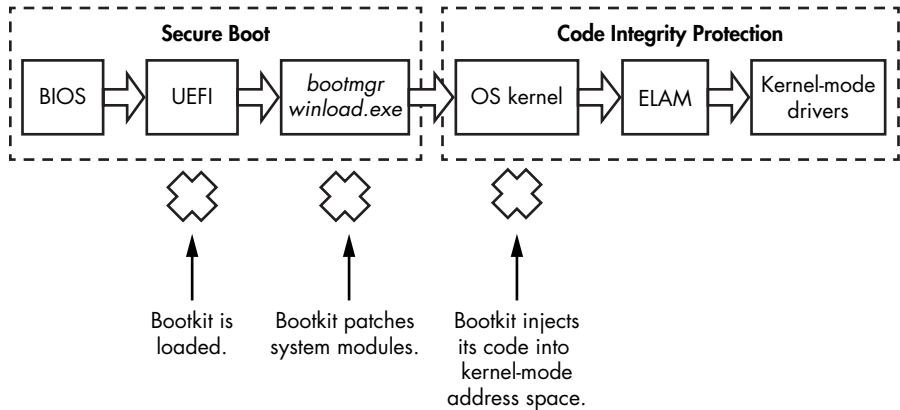 Secure Boot
Code Integrity Protection
BIOS
UEFI
bootmgr
winload.exe
OS kernel
ELAM
Kernel-mode
drivers
Bootkit is
loaded.
Bootkit patches
system modules.
Bootkit injects
its code into
kernel-mode
address space.